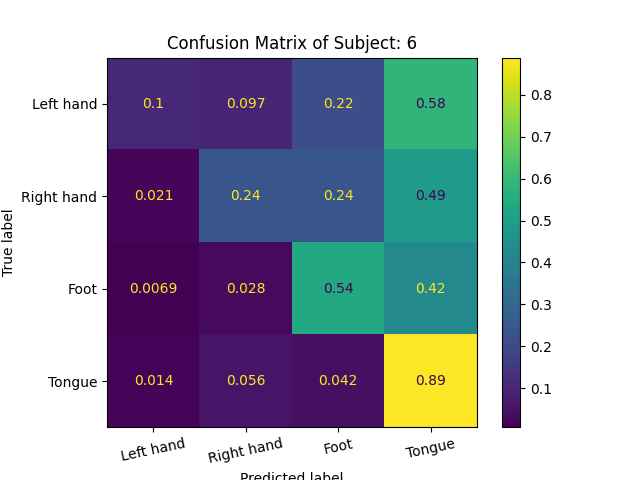 Confusion Matrix of Subject: 6
True label
Left hand 0.1 0.097 0.22 0.58
Right hand 0.021 0.24 0.24 0.49
Foot 0.0069 0.028 0.54 0.42
Tongue 0.014 0.056 0.042 0.89
Left hand Right hand Foot Tongue
Predicted label
0.8
0.7
0.6
0.5
0.4
0.3
0.2
0.1